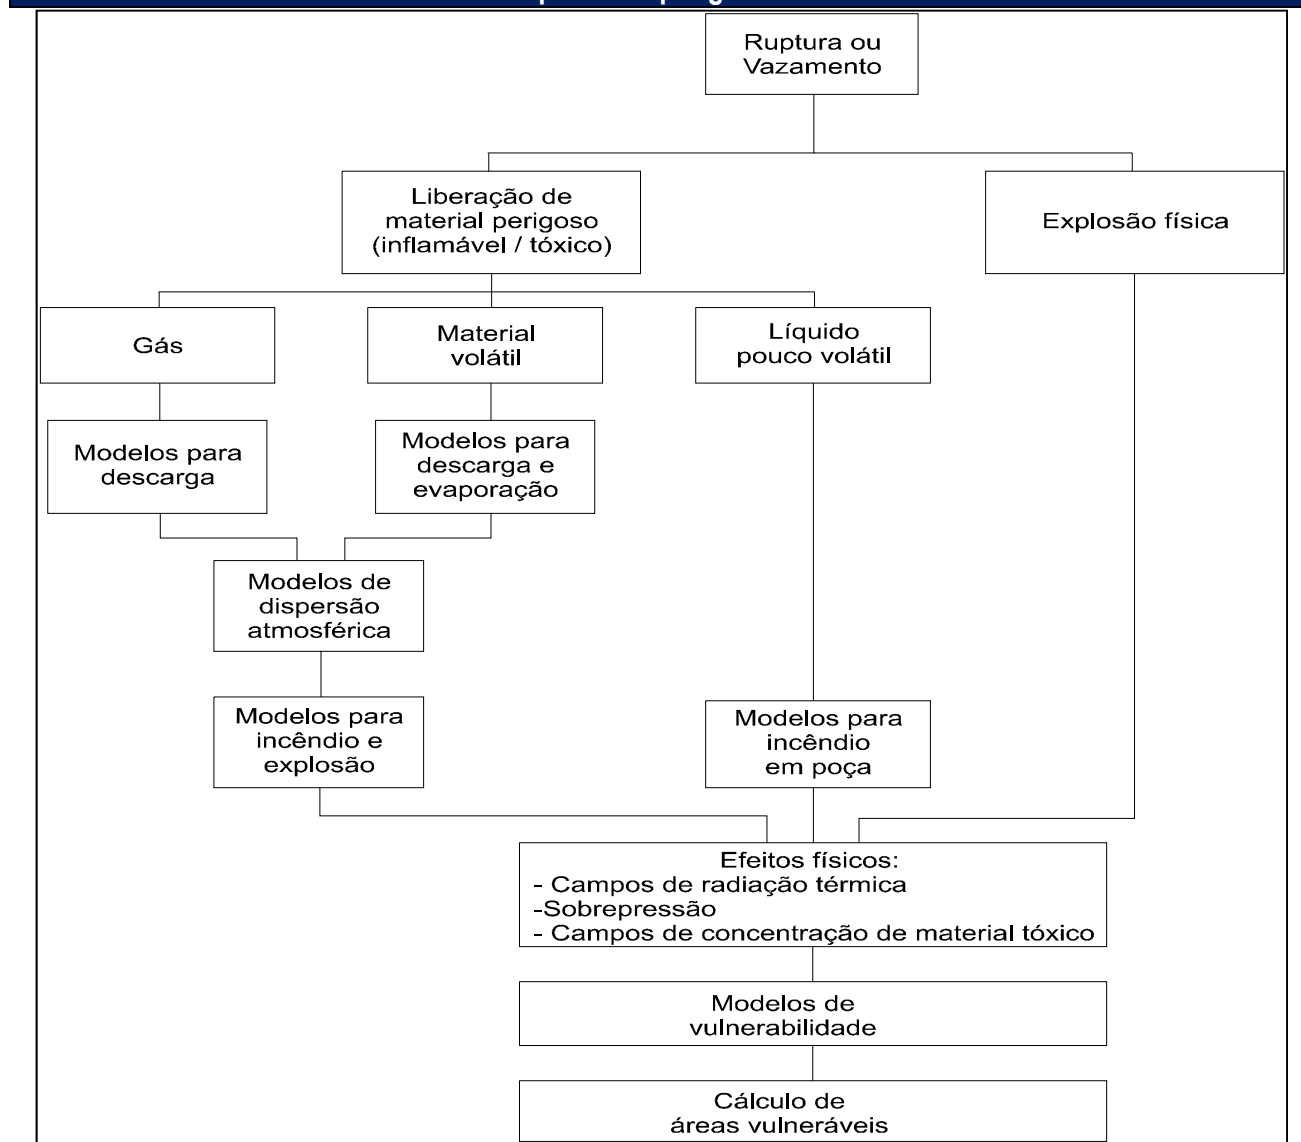 Ruptura ou
Vazamento
Liberação de
material perigoso
(inflamável / tóxico)
Explosão física
Gás
Material
volátil
Líquido
pouco volátil
Modelos para
descarga
Modelos para
descarga e
evaporação
Modelos de
dispersão
atmosférica
Modelos para
incêndio e
explosão
Modelos para
incêndio
em poça
Efeitos físicos:
- Campos de radiação térmica
-Sobrepressão
- Campos de concentração de material tóxico
Modelos de
vulnerabilidade
Cálculo de
áreas vulneráveis